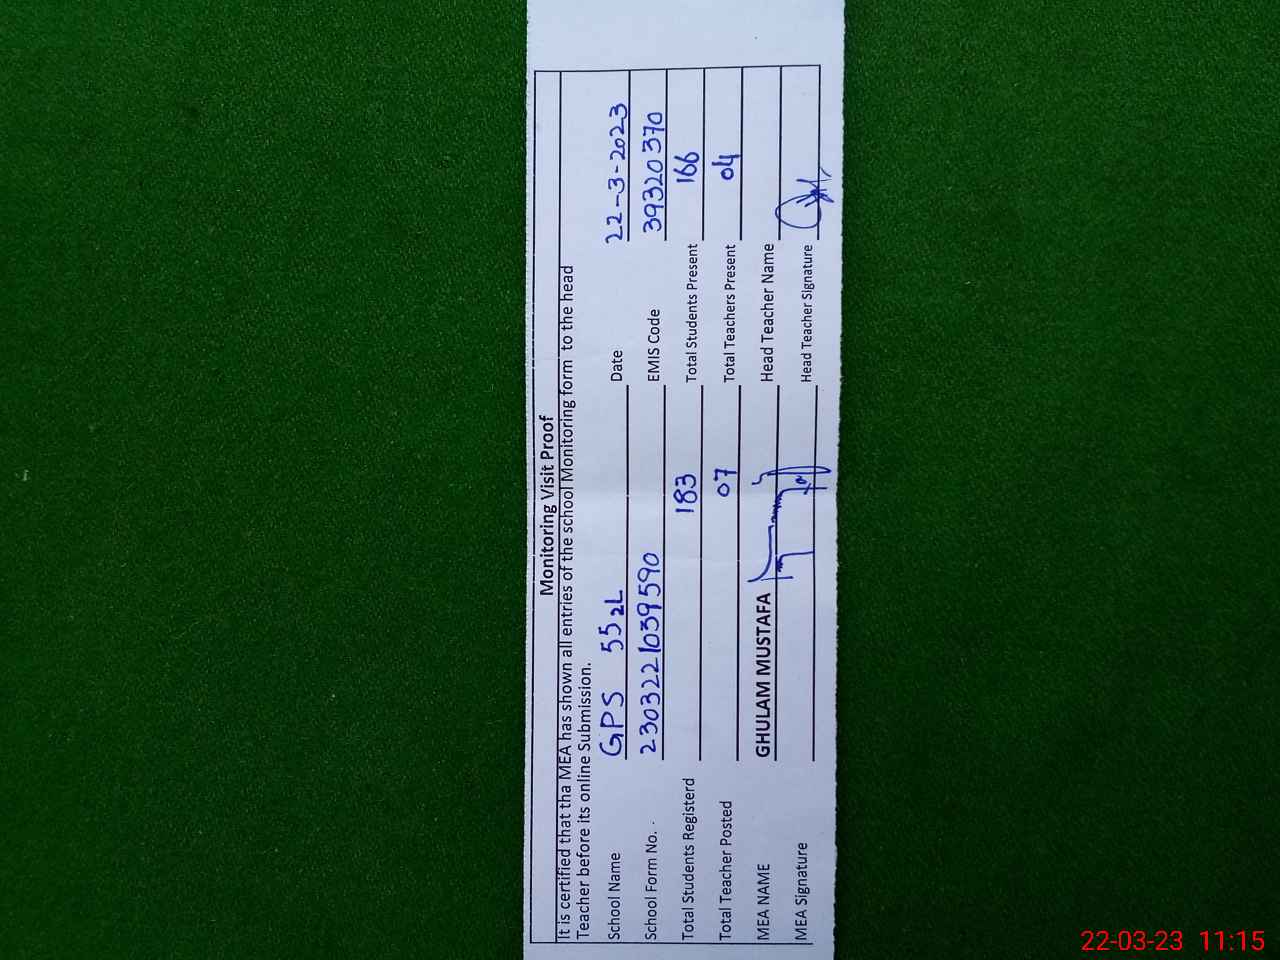 Monitoring Visit Proof
It is certified that tha MEA has shown all entries of the school Monitoring form to the head
Teacher before its online Submission.
School Name GPS 55 2L Date 22-3-2023
School Form No. 2303221039590 EMIS Code 39320370
Total Students Registerd 183 Total Students Present 166
Total Teacher Posted 07 Total Teachers Present 04
MEA NAME GHULAM MUSTAFA Head Teacher Name
MEA Signature Head Teacher Signature
22-03-23 11:15